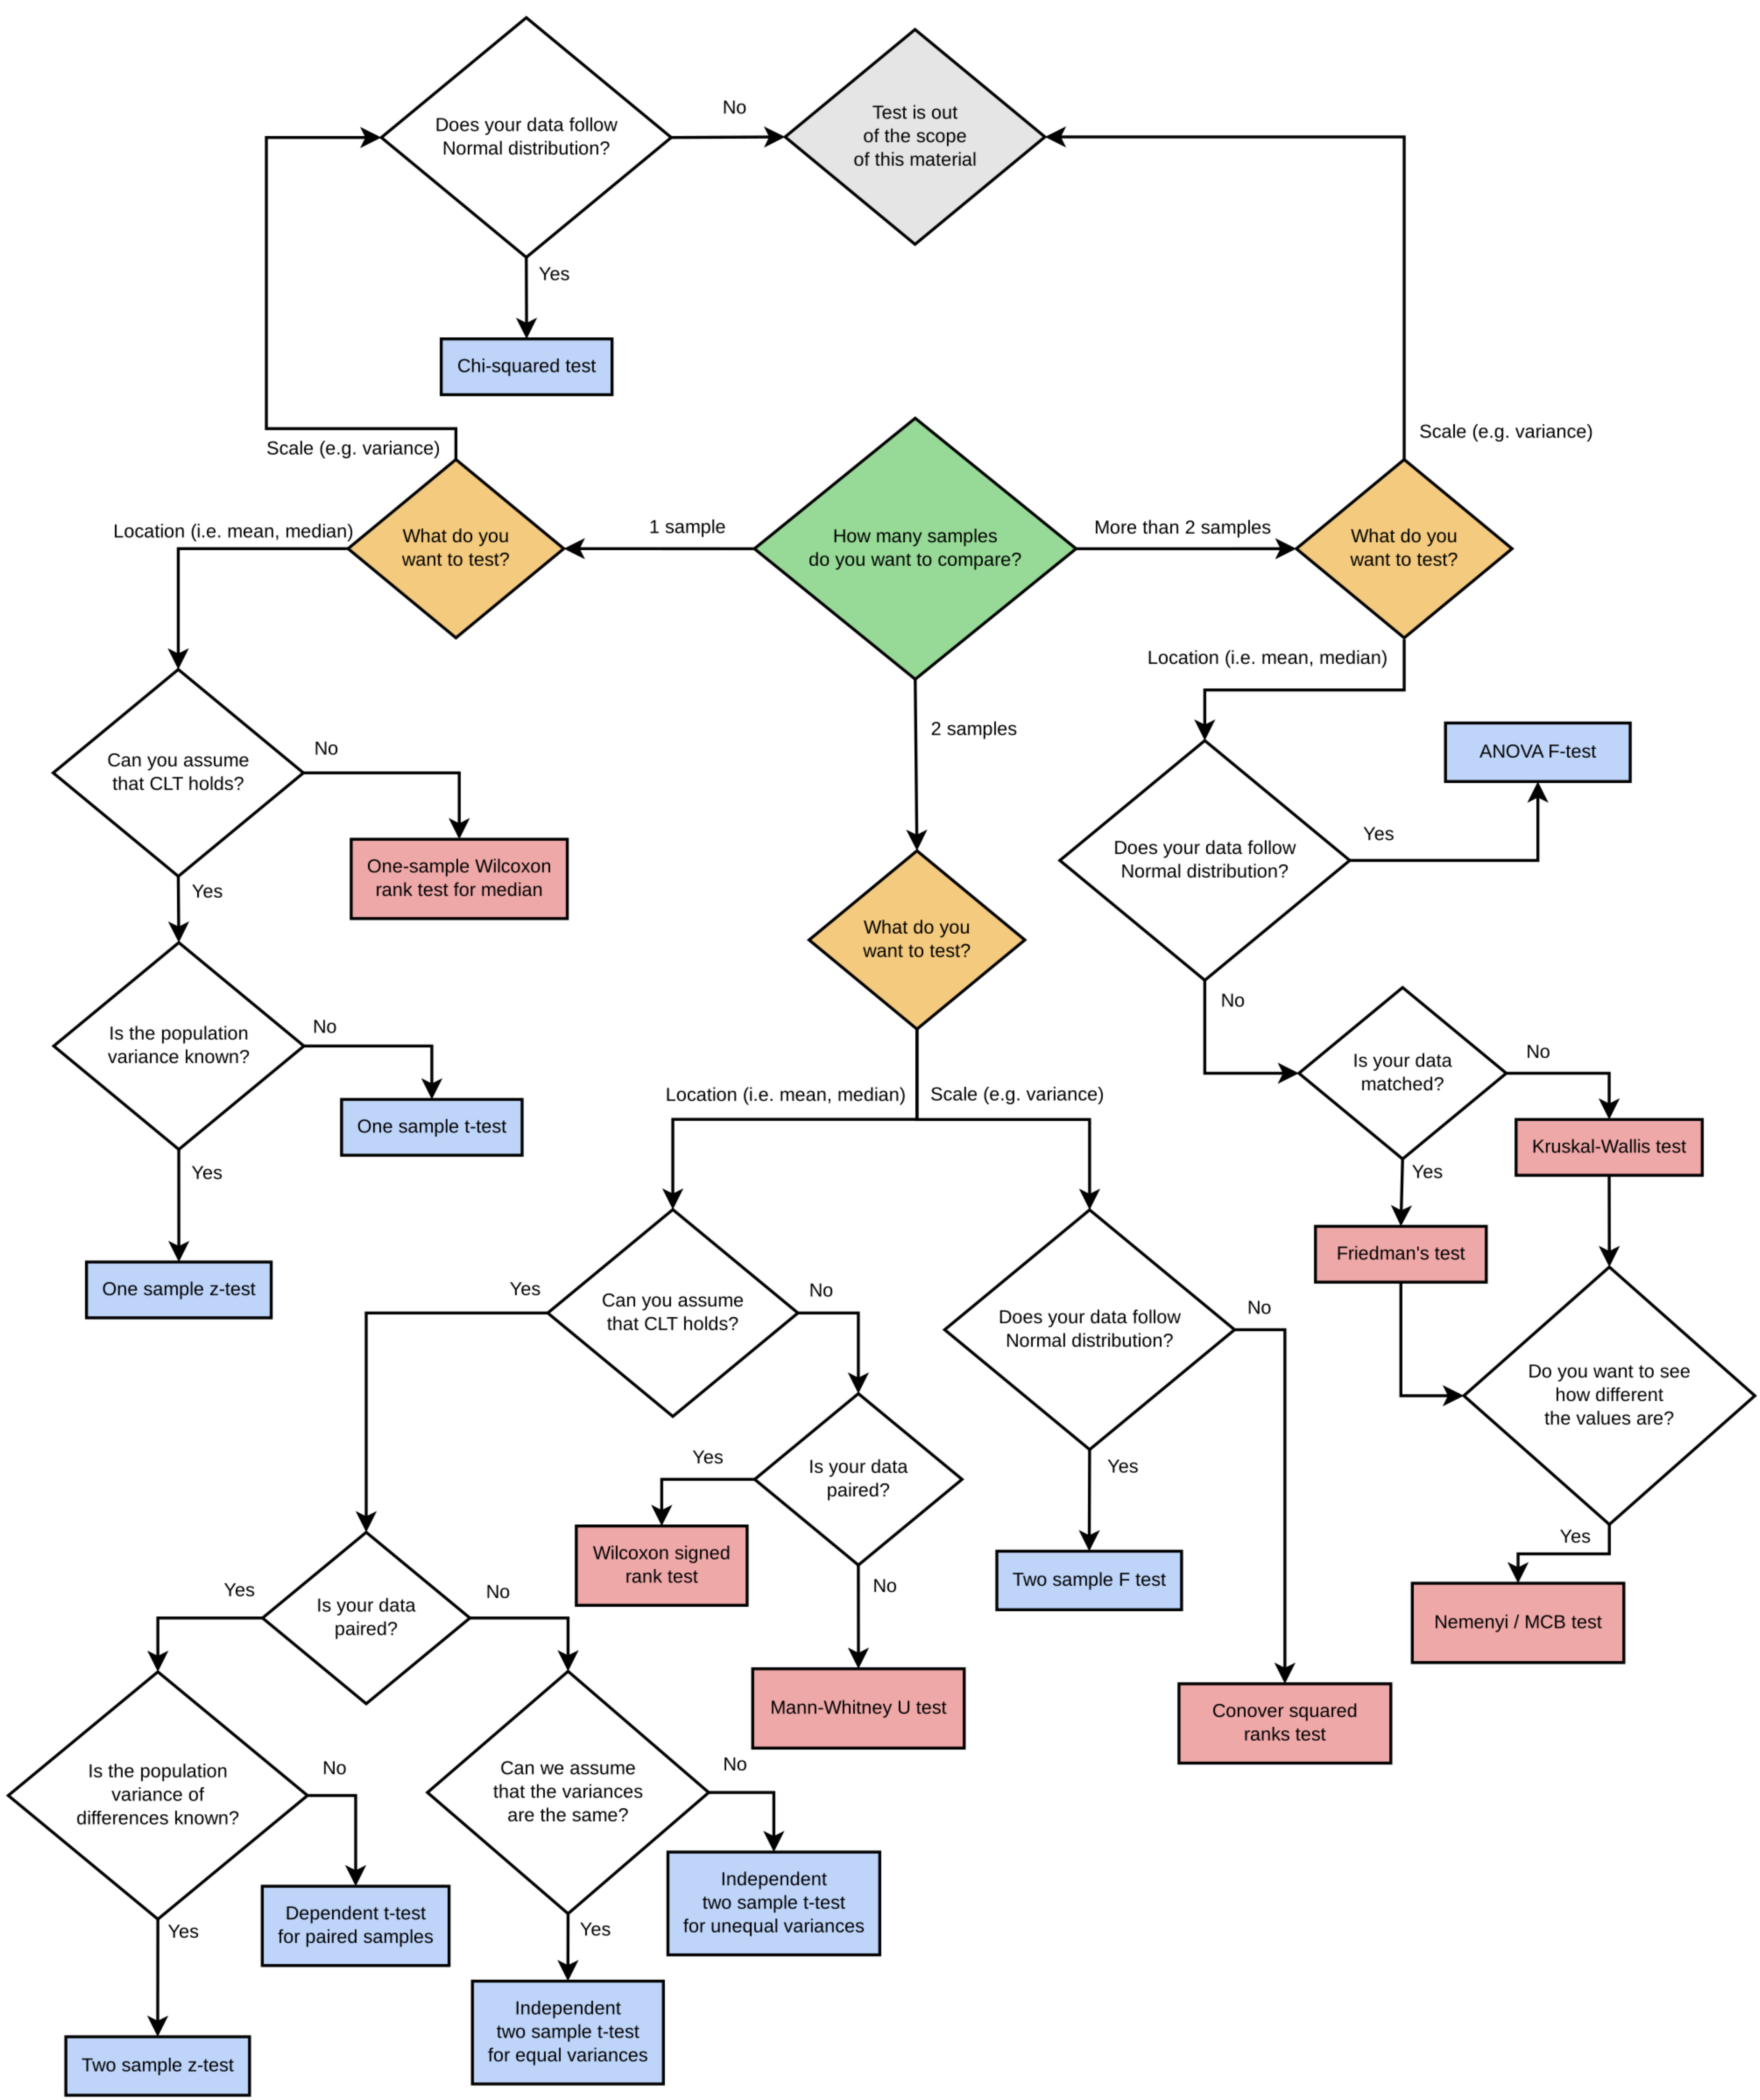 Does your data follow
Normal distribution?
No
Test is out
of the scope
of this material
Yes
Chi-squared test
Scale (e.g. variance)
Scale (e.g. variance)
Location (i.e. mean, median)
What do you
want to test?
1 sample
How many samples
do you want to compare?
More than 2 samples
What do you
want to test?
Location (i.e. mean, median)
2 samples
Can you assume
that CLT holds?
No
One-sample Wilcoxon
rank test for median
Yes
ANOVA F-test
Does your data follow
Normal distribution?
Yes
What do you
want to test?
No
Is the population
variance known?
No
One sample t-test
Yes
One sample z-test
Is your data
matched?
No
Kruskal-Wallis test
Yes
Friedman's test
Location (i.e. mean, median)
Scale (e.g. variance)
Yes
Can you assume
that CLT holds?
No
Does your data follow
Normal distribution?
No
Do you want to see
how different
the values are?
Yes
Is your data
paired?
Yes
Yes
Nemenyi / MCB test
Wilcoxon signed
rank test
No
Two sample F test
Yes
Is your data
paired?
No
Mann-Whitney U test
Conover squared
ranks test
Is the population
variance of
differences known?
No
Can we assume
that the variances
are the same?
No
Dependent t-test
for paired samples
Independent
two sample t-test
for unequal variances
Yes
Yes
Independent
two sample t-test
for equal variances
Two sample z-test